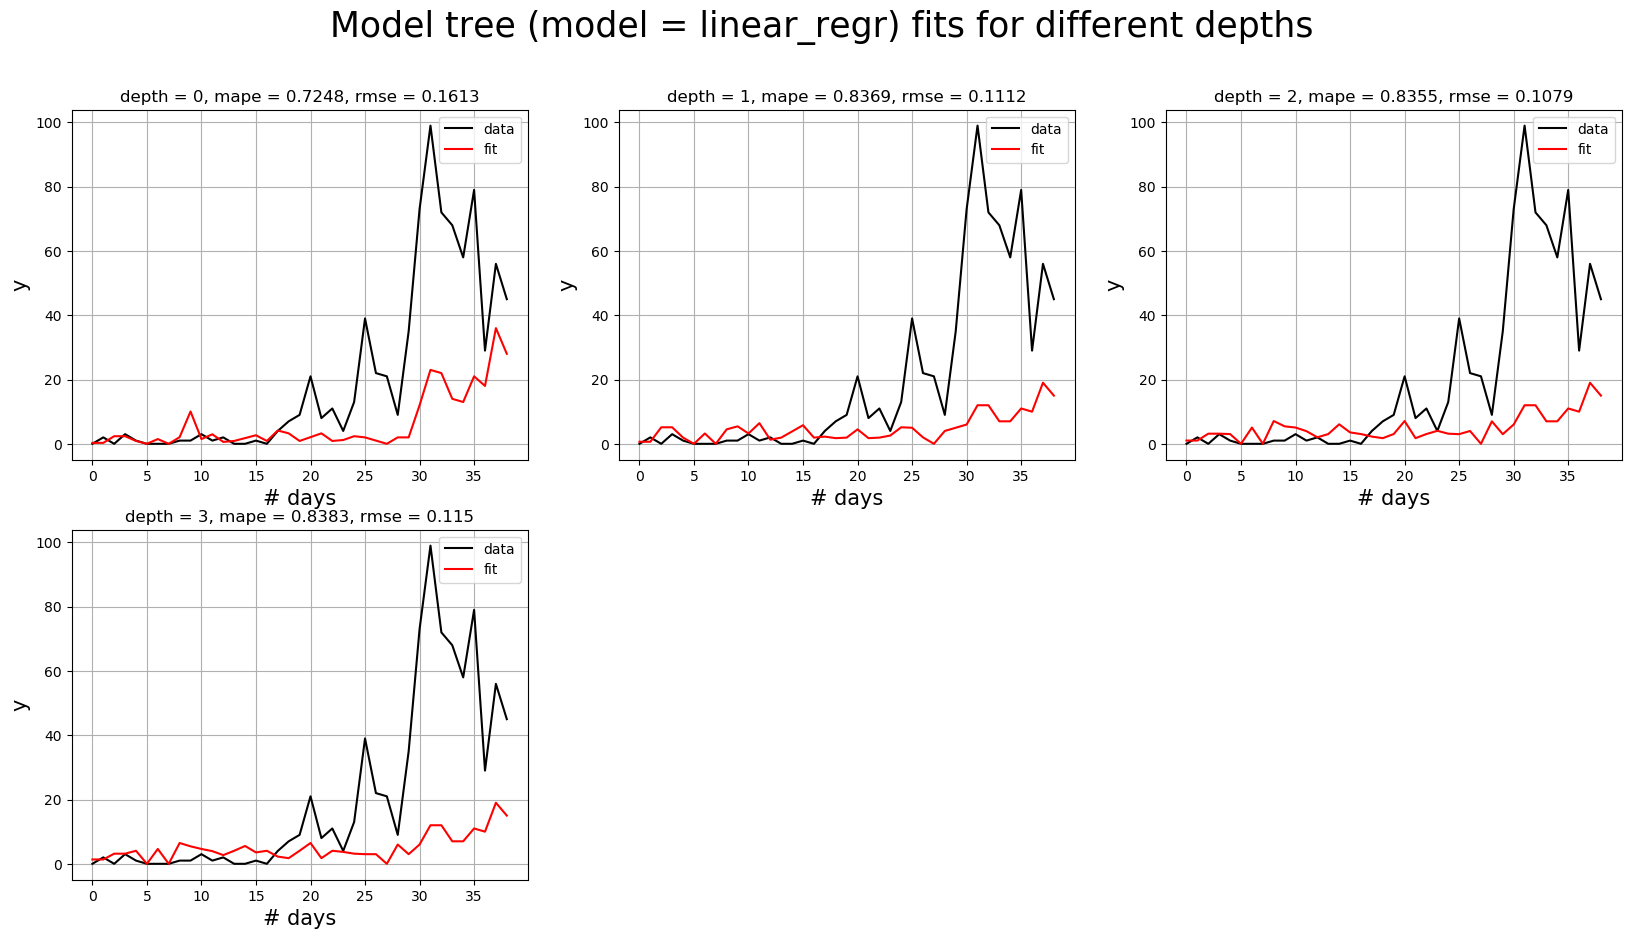 Model tree (model = linear_regr) fits for different depths
depth = 0, mape = 0.7248, rmse = 0.1613
100
80
60
40
20
0
y
data
fit
0 5 10 15 20 25 30 35
# days
depth = 1, mape = 0.8369, rmse = 0.1112
100
80
60
40
20
0
y
data
fit
0 5 10 15 20 25 30 35
# days
depth = 2, mape = 0.8355, rmse = 0.1079
100
80
60
40
20
0
y
data
fit
0 5 10 15 20 25 30 35
# days
depth = 3, mape = 0.8383, rmse = 0.115
100
80
60
40
20
0
y
data
fit
0 5 10 15 20 25 30 35
# days